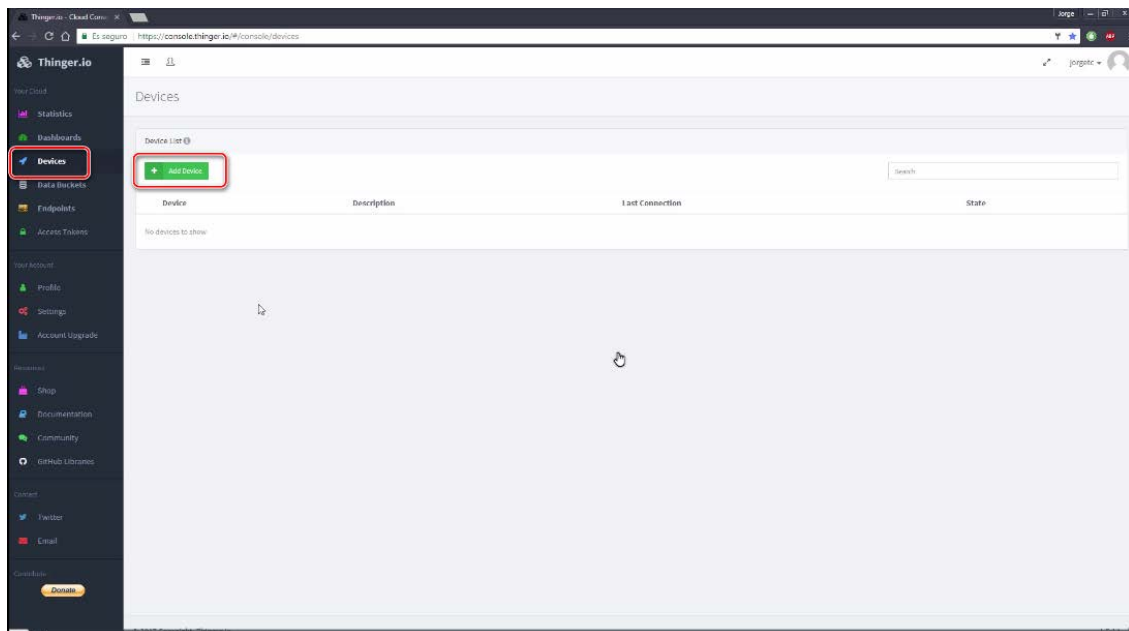 Thinger.io - Cloud Conso
Jorge
Es seguro
https://console.thinger.io/#/console/devices
Thinger.io
jorgetc
Your Cloud
Statistics
Dashboards
Devices
Data Buckets
Endpoints
Access Tokens
Your Account
Profile
Settings
Account Upgrade
Resources
Shop
Documentation
Community
GitHub Libraries
Contact
Twitter
Email
Contribute
Donate
Devices
Device List
+ Add Device
Search
Device Description Last Connection State
No devices to show